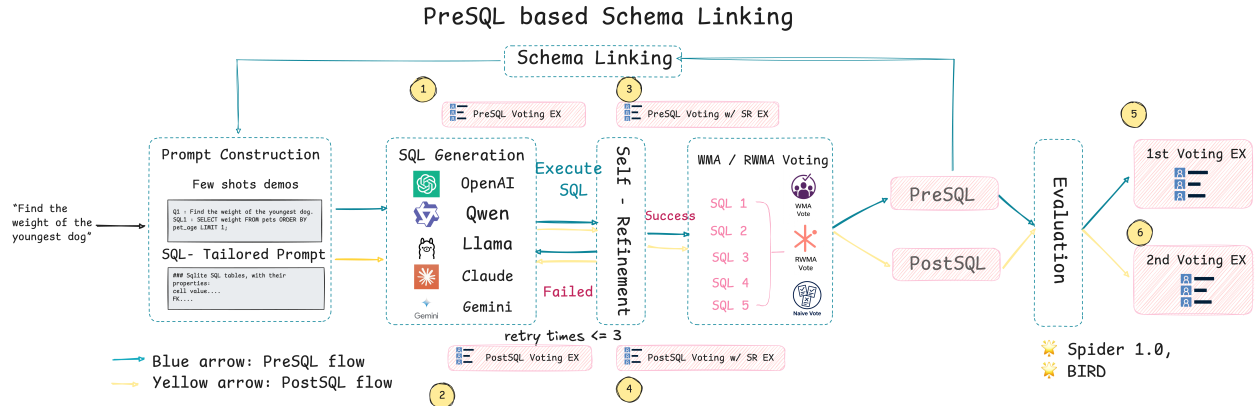 PreSQL based Schema Linking
Schema Linking
1
PreSQL Voting EX
3
PreSQL Voting w/ SR EX
"Find the
weight of the
youngest dog"
Prompt Construction
Few shots demos
Q1 : Find the weight of the youngest dog.
SQL1 : SELECT weight FROM pets ORDER BY
pet_age LIMIT 1;
SQL- Tailored Prompt
### Sqlite SQL tables, with their
properties:
cell value....
FK....
SQL Generation
OpenAI
Qwen
Llama
Claude
Gemini
Gemini
Execute
SQL
Failed
retry times <= 3
Self - Refinement
Success
WMA / RWMA Voting
SQL 1
SQL 2
SQL 3
SQL 4
SQL 5
WMA
Vote
RWMA
Vote
Naive Vote
PreSQL
PostSQL
Evaluation
5
1st Voting EX
6
2nd Voting EX
Spider 1.0,
BIRD
PostSQL Voting EX
2
PostSQL Voting w/ SR EX
4
Blue arrow: PreSQL flow
Yellow arrow: PostSQL flow